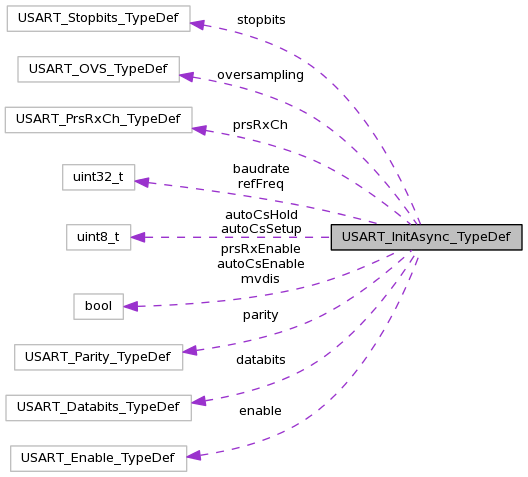 USART_Stopbits_TypeDef
stopbits
USART_OVS_TypeDef
oversampling
USART_PrsRxCh_TypeDef
prsRxCh
uint32_t
baudrate
refFreq
uint8_t
autoCsHold
autoCsSetup
USART_InitAsync_TypeDef
bool
prsRxEnable
autoCsEnable
mvdis
USART_Parity_TypeDef
parity
USART_Databits_TypeDef
databits
USART_Enable_TypeDef
enable